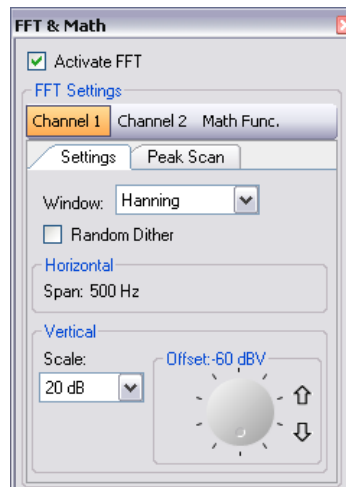 FFT & Math
Activate FFT
FFT Settings
Channel 1 Channel 2 Math Func.
Settings Peak Scan
Window: Hanning
Random Dither
Horizontal
Span: 500 Hz
Vertical
Scale: Offset:-60 dBV
20 dB